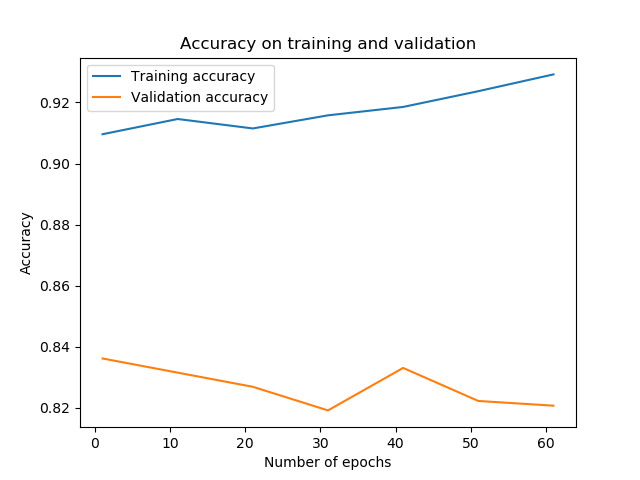 Accuracy on training and validation
Training accuracy
Validation accuracy
0.92
0.90
0.88
0.86
0.84
0.82
Accuracy
0 10 20 30 40 50 60
Number of epochs